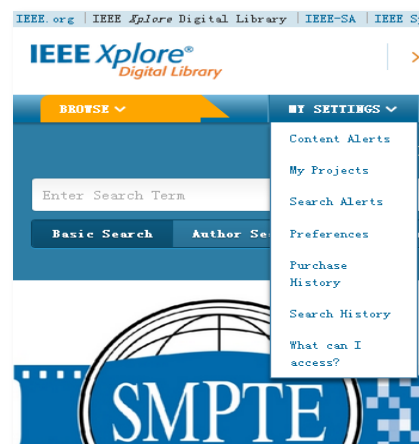 IEEE.org | IEEE Xplore Digital Library | IEEE-SA | IEEE
IEEE Xplore®
Digital Library
BROWSE
MY SETTINGS
Content Alerts
My Projects
Search Alerts
Preferences
Purchase
History
Search History
What can I
access?
Enter Search Term
Basic Search
Author
SMPTE